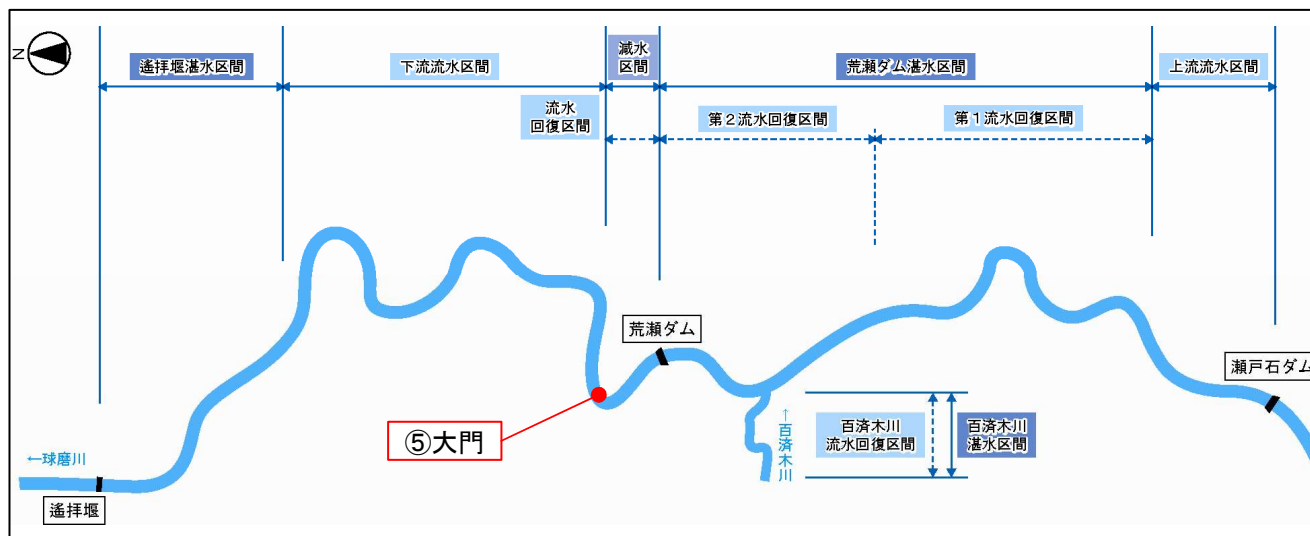 N
遙拝堰湛水区間
下流流水区間
減水
区間
荒瀬ダム湛水区間
上流流水区間
流水
回復区間
第2流水回復区間
第1流水回復区間
荒瀬ダム
瀬戸石ダム
⑤大門
←百済木川
百済木川
流水回復区間
百済木川
湛水区間
←球磨川
遙拝堰